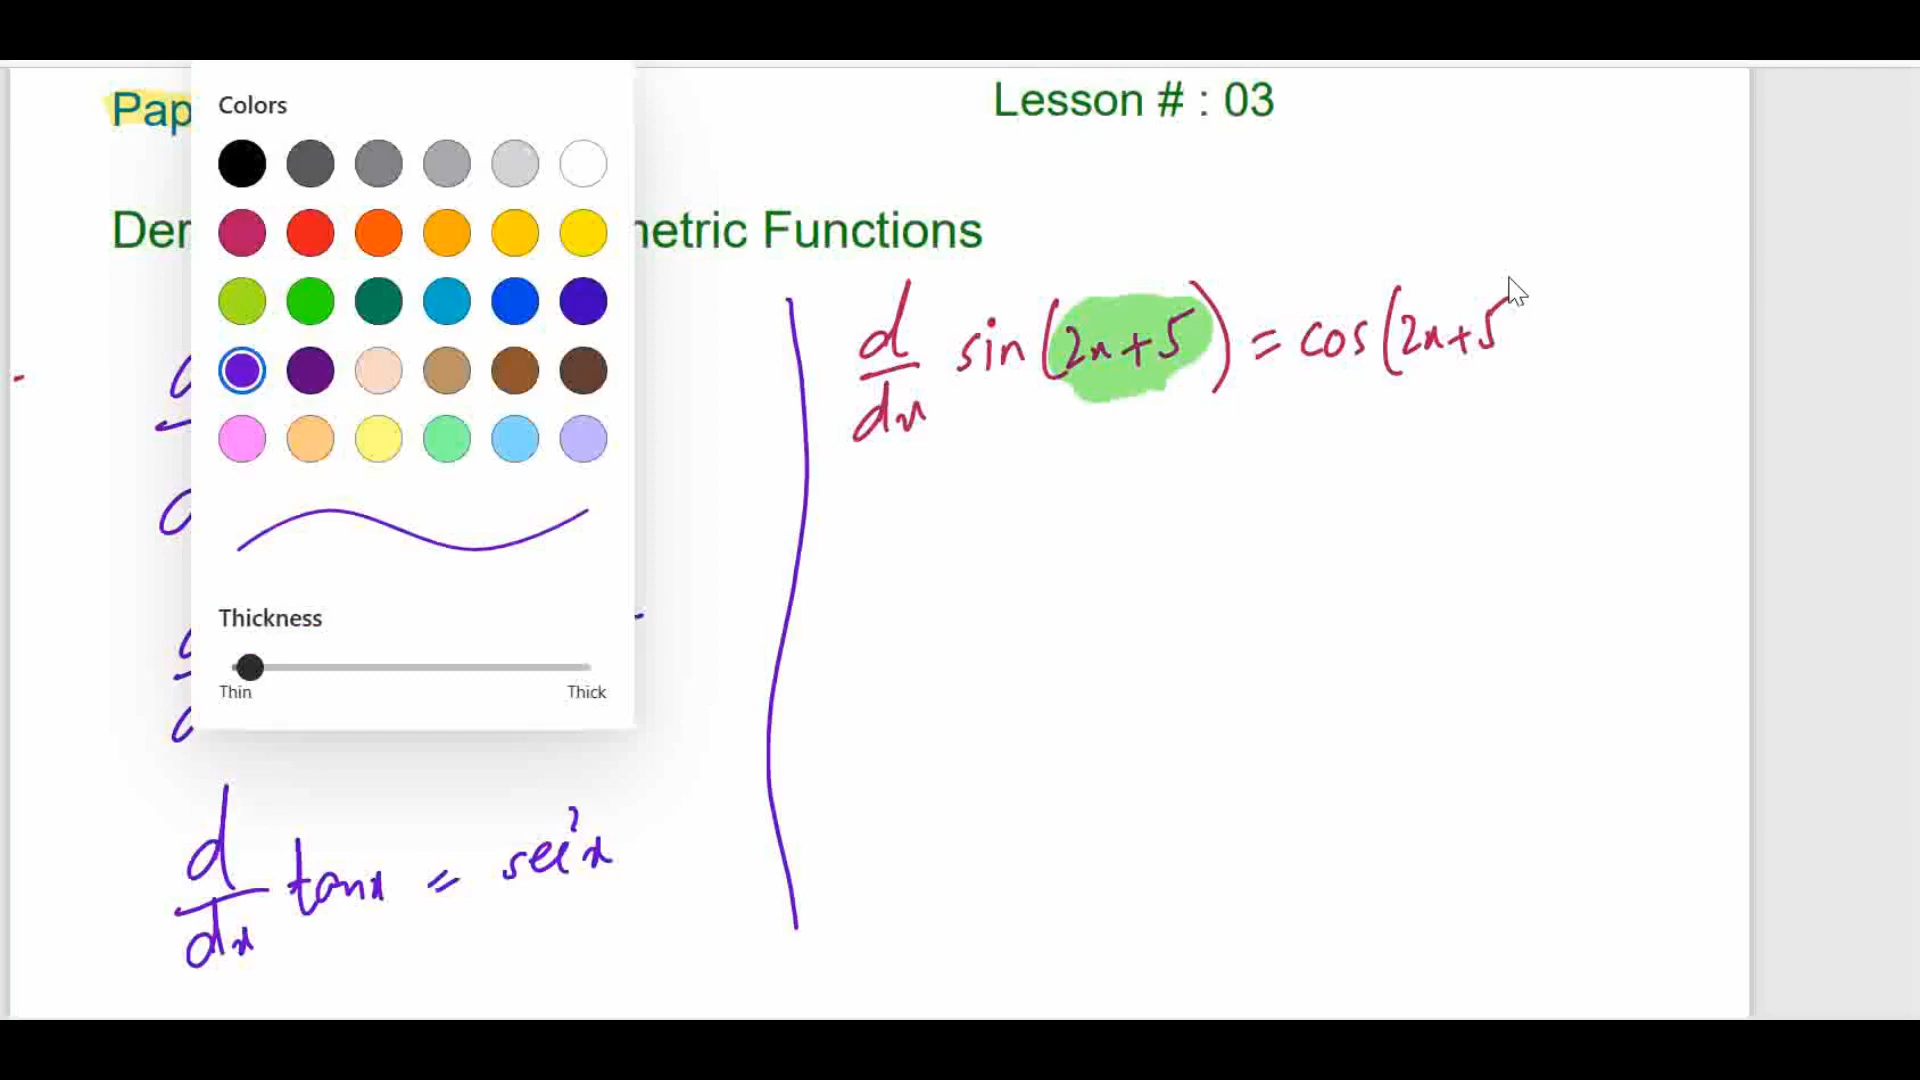 Pap
Lesson # : 03
Colors
Der
netric Functions
d/dx sin(2x+5) = cos(2x+5
Thickness
Thin Thick
d/dx tanx = sec²x